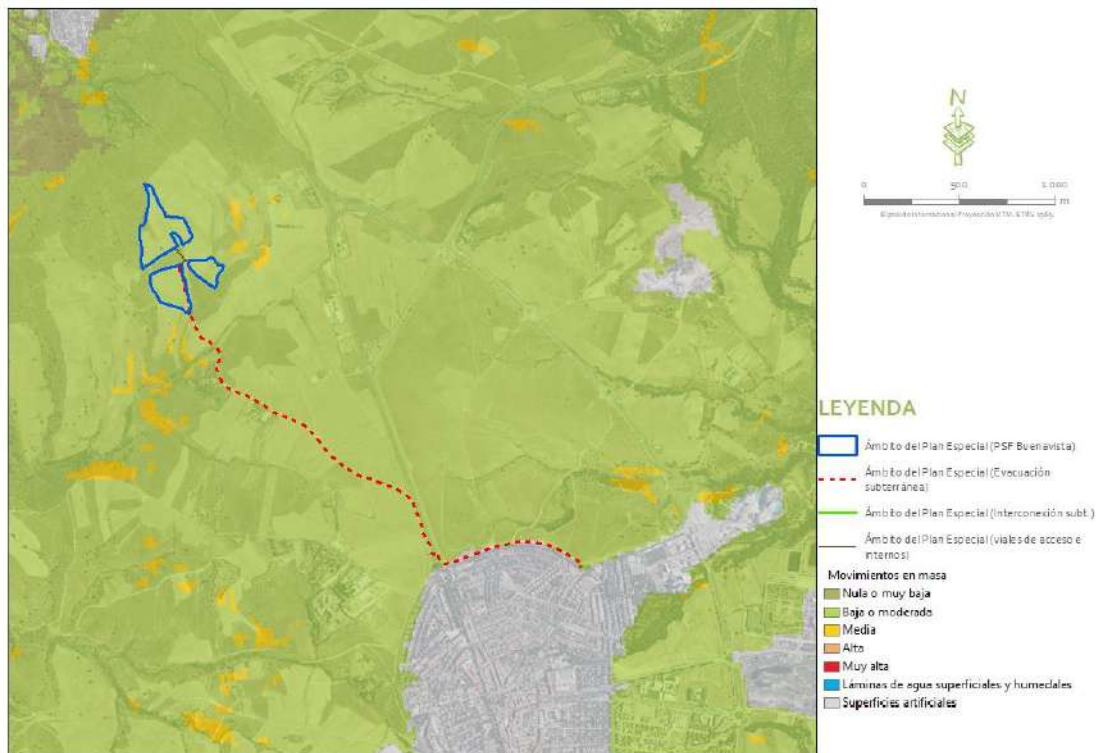 N
0 500 1.000
m
LEYENDA
Ámbito del Plan Especial (PSF Buenavista)
Ámbito del Plan Especial (Evacuación
subterránea)
Ámbito del Plan Especial (Interconexión subt.)
Ámbito del Plan Especial (viales de acceso e
internos)
Movimientos en masa
Nula o muy baja
Baja o moderada
Media
Alta
Muy alta
Láminas de agua superficiales y humedales
Superficies artificiales